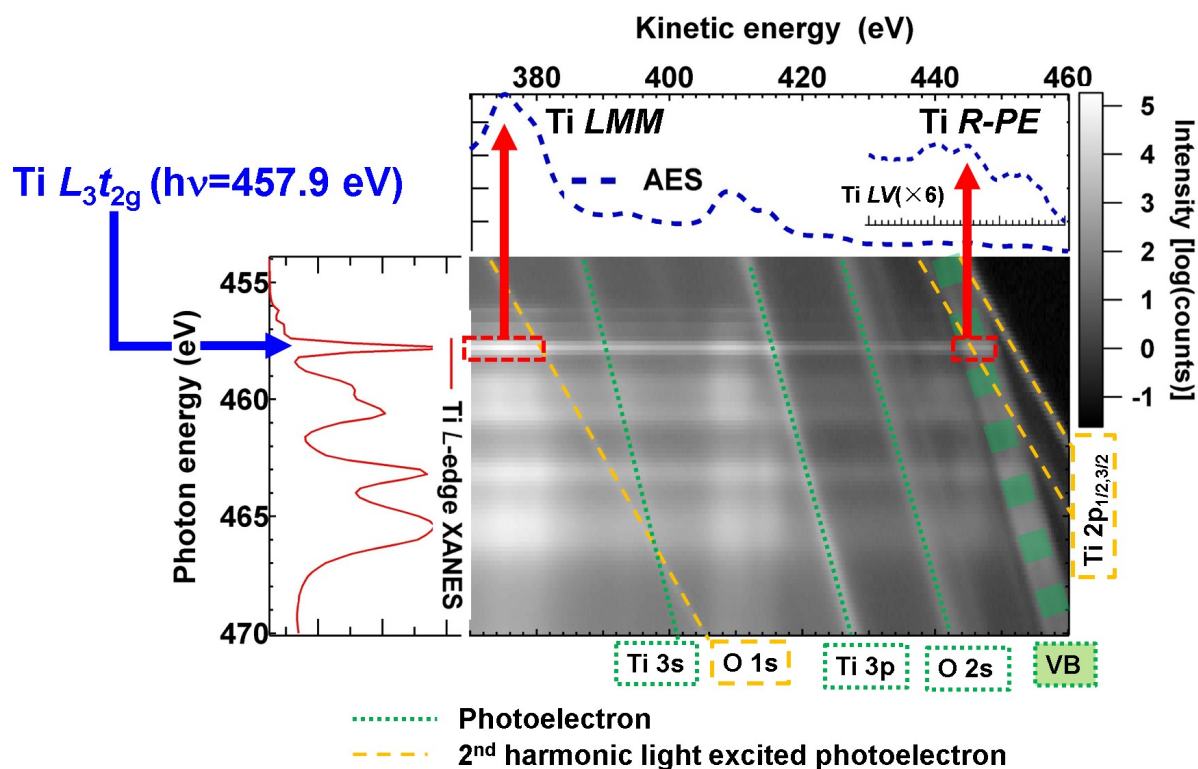 Kinetic energy (eV)
380 400 420 440 460
Ti LMM
Ti R-PE
AES
Ti LV(×6)
Ti L₃t₂g (hν=457.9 eV)
5
4
3
2
1
0
-1
Intensity [log(counts)]
455
460
465
470
Photon energy (eV)
Ti L-edge XANES
Ti 2p1/2,3/2
Ti 3s
O 1s
Ti 3p
O 2s
VB
Photoelectron
2nd harmonic light excited photoelectron